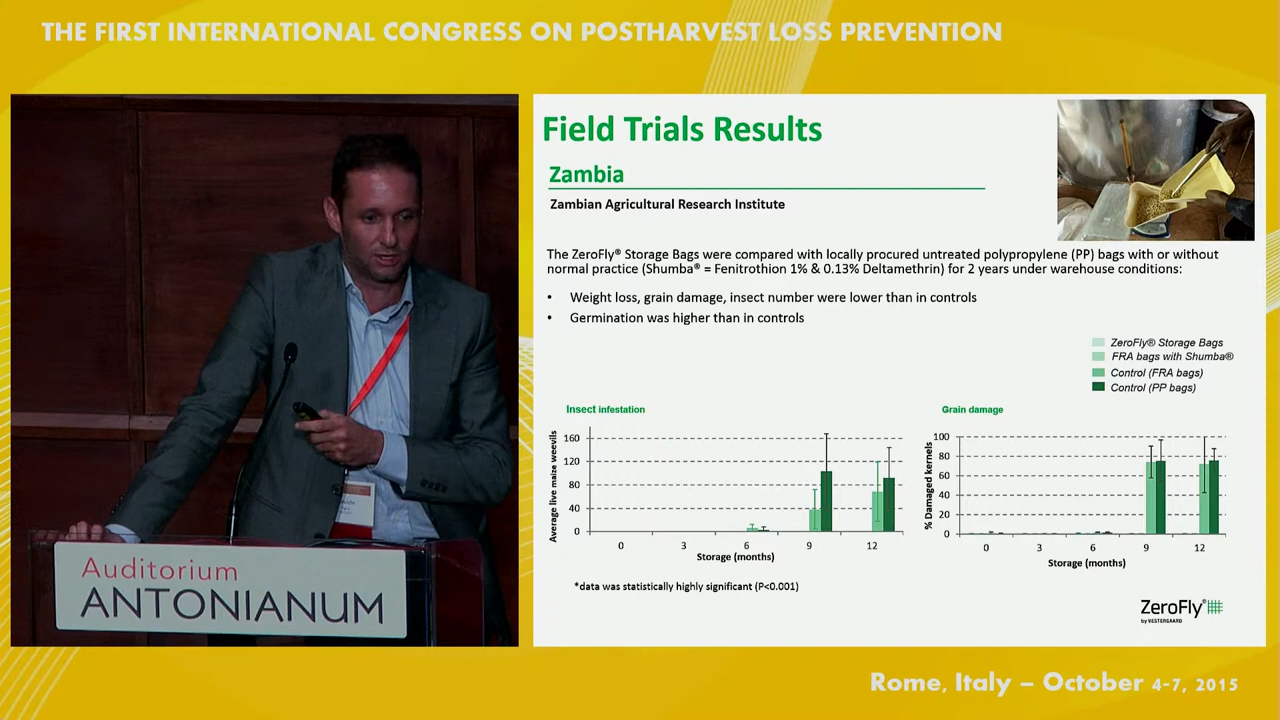 THE FIRST INTERNATIONAL CONGRESS ON POSTHARVEST LOSS PREVENTION
Auditorium
ANTONIANUM
Field Trials Results
Zambia
Zambian Agricultural Research Institute
The ZeroFly® Storage Bags were compared with locally procured untreated polypropylene (PP) bags with or without
normal practice (Shumba® = Fenitrothion 1% & 0.13% Deltamethrin) for 2 years under warehouse conditions:
• Weight loss, grain damage, insect number were lower than in controls
• Germination was higher than in controls
ZeroFly® Storage Bags
FRA bags with Shumba®
Control (FRA bags)
Control (PP bags)
Insect infestation
Average live maize weevils
160
120
80
40
0
0 3 6 9 12
Storage (months)
Grain damage
% Damaged kernels
100
80
60
40
20
0
0 3 6 9 12
Storage (months)
*data was statistically highly significant (P<0.001)
ZeroFly®
by VESTERGAARD
Rome, Italy – October 4-7, 2015